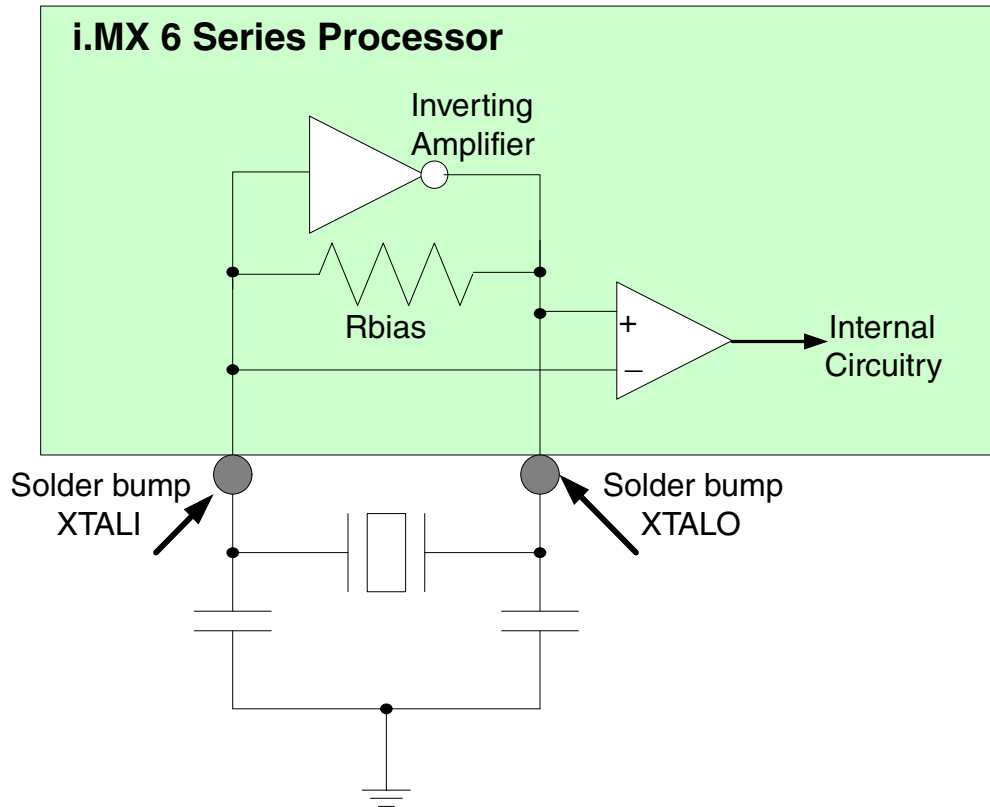 i.MX 6 Series Processor
Inverting
Amplifier
Rbias
+
–
Internal
Circuitry
Solder bump
XTALI
Solder bump
XTALO